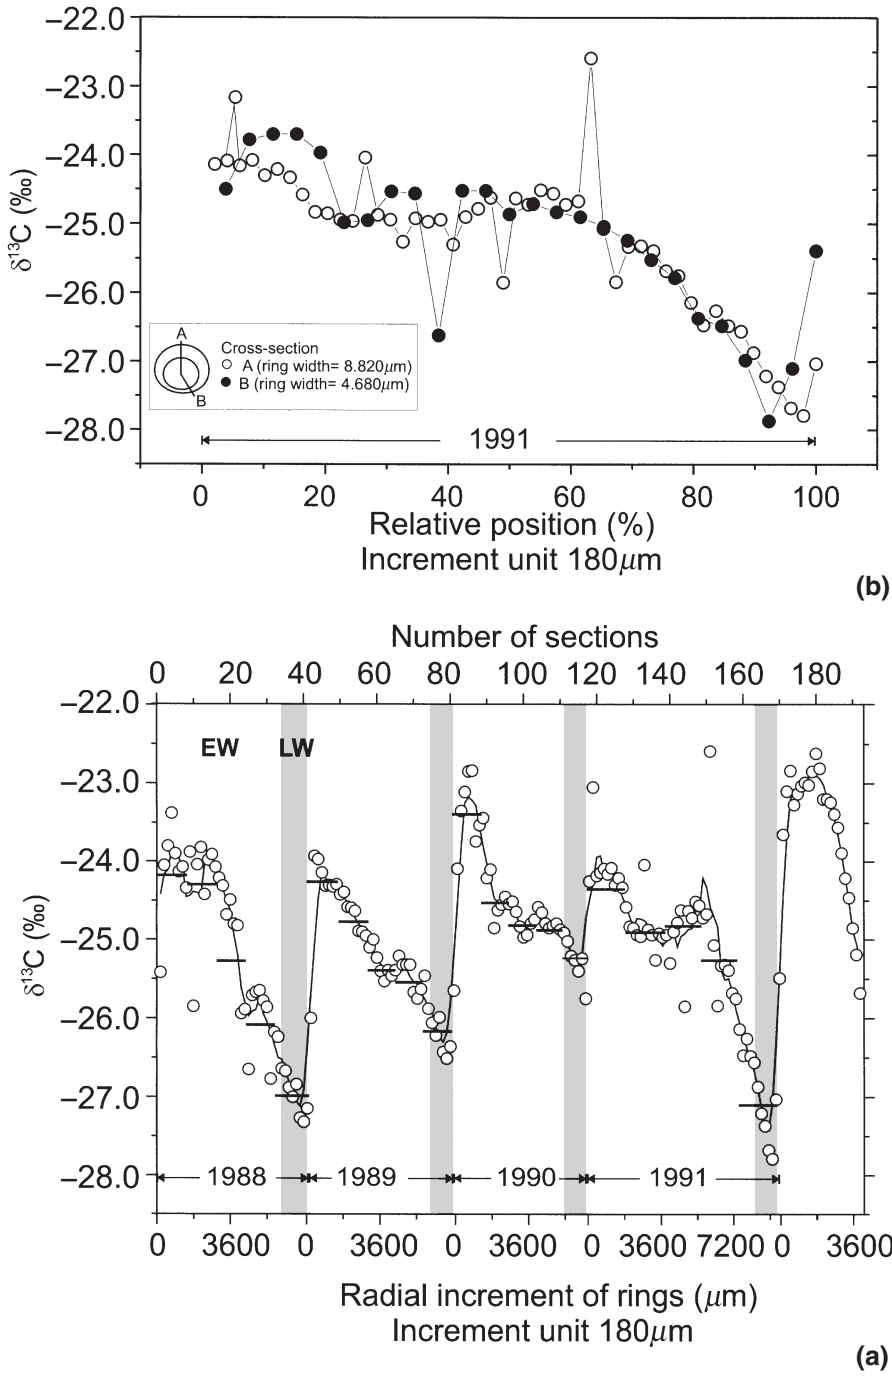 −22.0
−23.0
−24.0
−25.0
−26.0
−27.0
−28.0
δ¹³C (‰)
A
B
Cross-section
A (ring width= 8.820μm)
B (ring width= 4.680μm)
1991
0 20 40 60 80 100
Relative position (%)
Increment unit 180μm
(b)
Number of sections
0 20 40 60 80 100 120 140 160 180
−22.0
−23.0
−24.0
−25.0
−26.0
−27.0
−28.0
δ¹³C (‰)
EW LW
1988 1989 1990 1991
0 3600 0 3600 0 3600 0 3600 7200 0 3600
Radial increment of rings (μm)
Increment unit 180μm
(a)